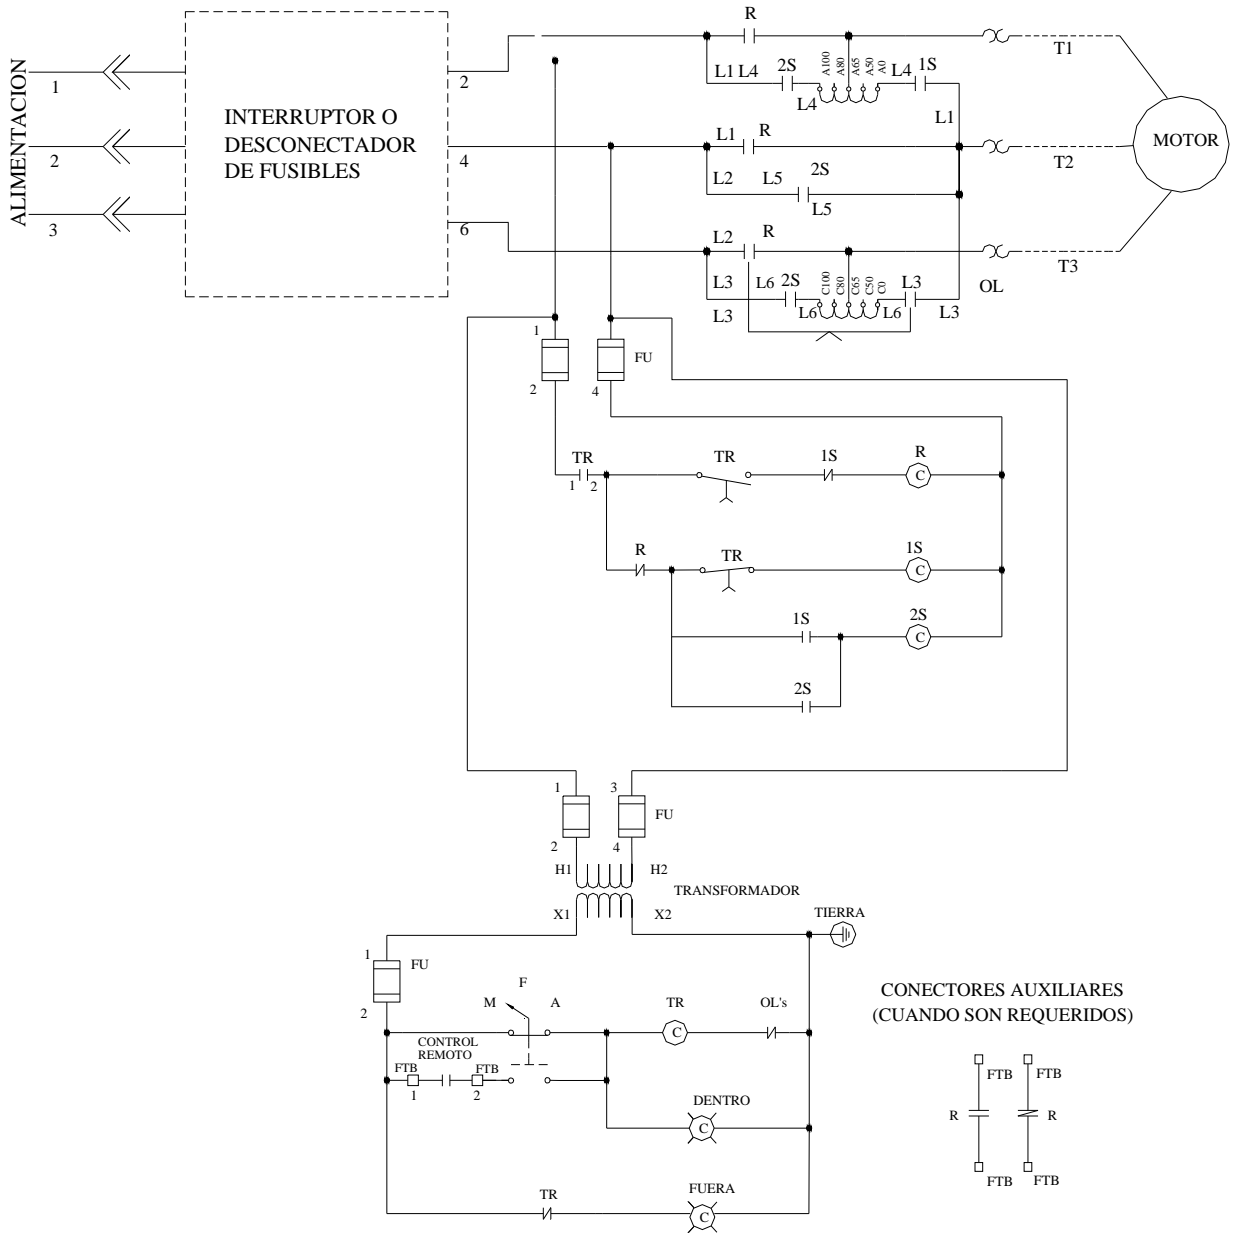 R
ALIMENTACION
1
2
3
INTERRUPTOR O
DESCONECTADOR
DE FUSIBLES
2
4
6
L1 L4
2S
L4
A100
A80
A65
A50
A0
L4
1S
L1
T1
L1
R
L2
L5
2S
L5
T2
MOTOR
L2
R
L3
L6
2S
L3
L6
C100
C80
C65
C50
C0
L3
L6
L3
OL
T3
1
2
FU
4
TR
1
2
TR
1S
R
C
R
TR
1S
C
1S
2S
C
2S
1
3
FU
2
4
H1
H2
TRANSFORMADOR
X1
X2
TIERRA
1
FU
2
F
M
A
TR
C
OL's
CONTROL
REMOTO
FTB
1
FTB
2
DENTRO
C
TR
FUERA
C
CONECTORES AUXILIARES
(CUANDO SON REQUERIDOS)
FTB
FTB
R
R
FTB
FTB